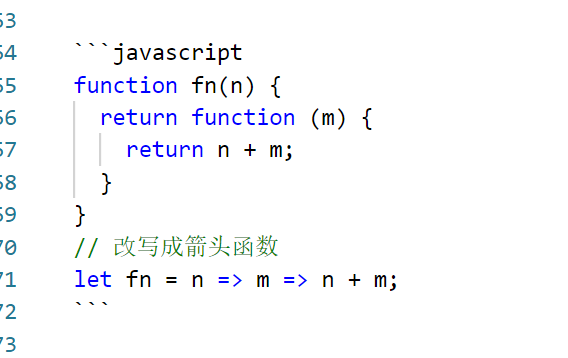 53
54 ```javascript
55 function fn(n) {
56   return function (m) {
57     return n + m;
58   }
59 }
70 // 改写成箭头函数
71 let fn = n => m => n + m;
72 ```
73